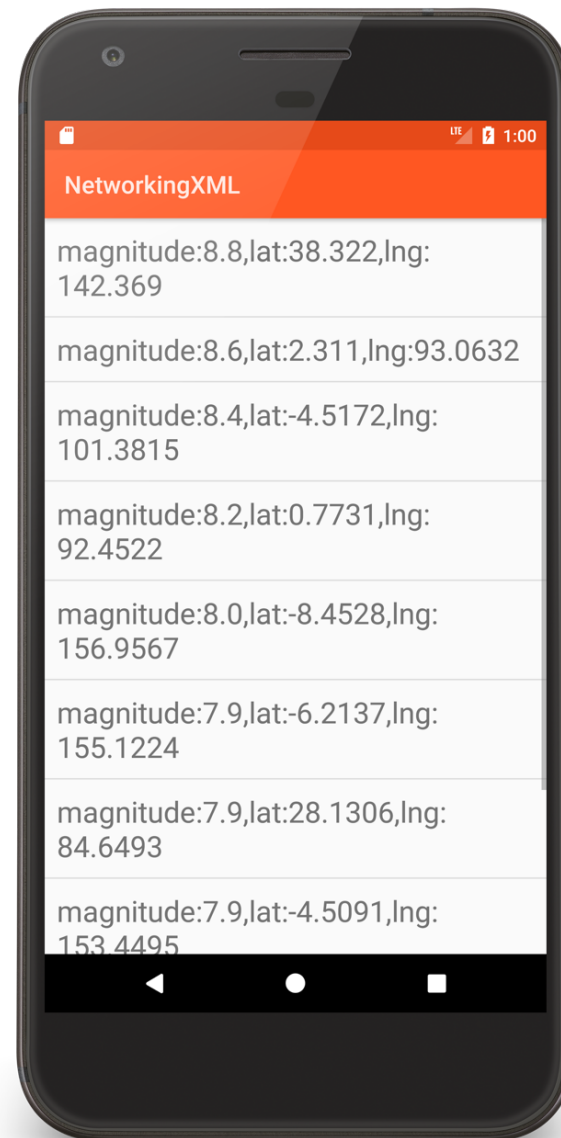 LTE 1:00
NetworkingXML
magnitude:8.8,lat:38.322,lng:
142.369
magnitude:8.6,lat:2.311,lng:93.0632
magnitude:8.4,lat:-4.5172,lng:
101.3815
magnitude:8.2,lat:0.7731,lng:
92.4522
magnitude:8.0,lat:-8.4528,lng:
156.9567
magnitude:7.9,lat:-6.2137,lng:
155.1224
magnitude:7.9,lat:28.1306,lng:
84.6493
magnitude:7.9,lat:-4.5091,lng:
153.4495